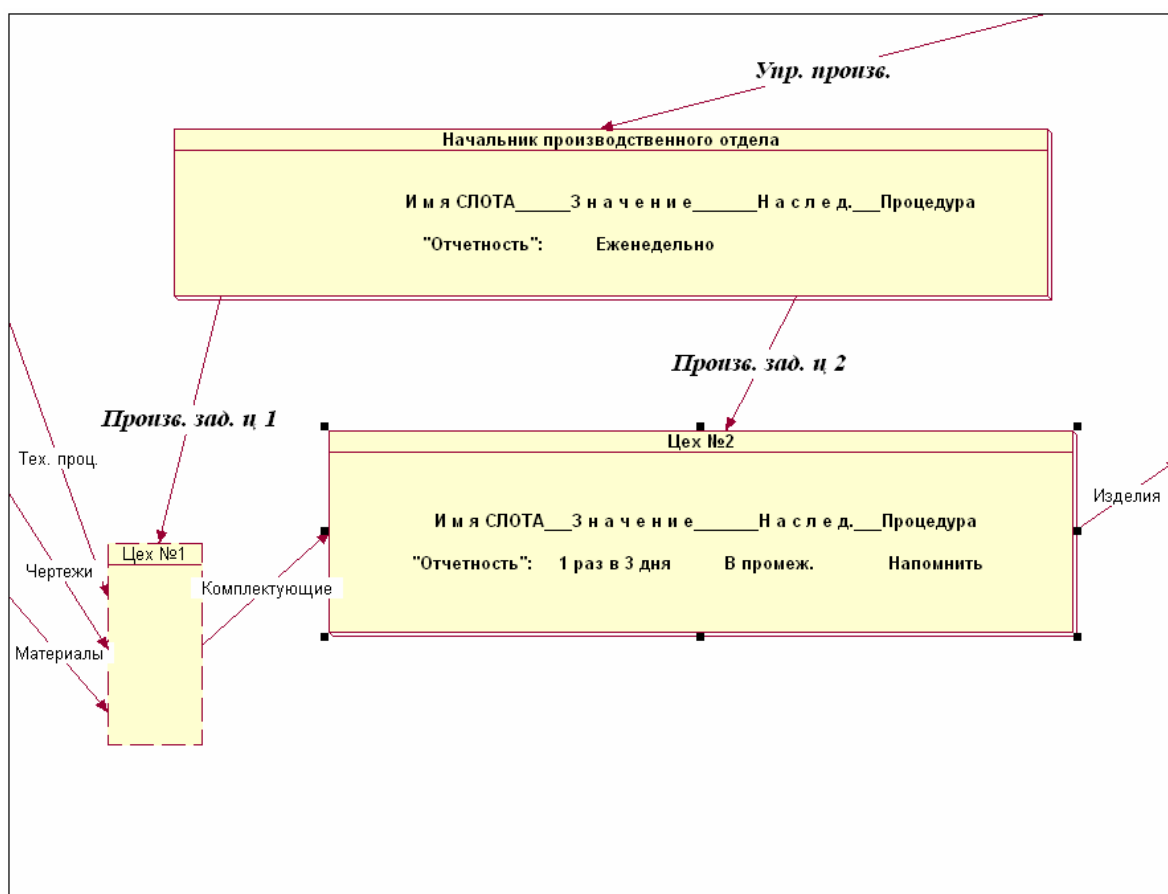 Упр. произв.
Начальник производственного отдела
И м я СЛОТА______З н а ч е н и е_______Н а с л е д.___Процедура
"Отчетность": Еженедельно
Произв. зад. ц 2
Произв. зад. ц 1
Цех №2
Тех. проц.
Изделия
И м я СЛОТА___З н а ч е н и е_______Н а с л е д.___Процедура
Цех №1
"Отчетность": 1 раз в 3 дня В промеж. Напомнить
Чертежи
Комплектующие
Материалы